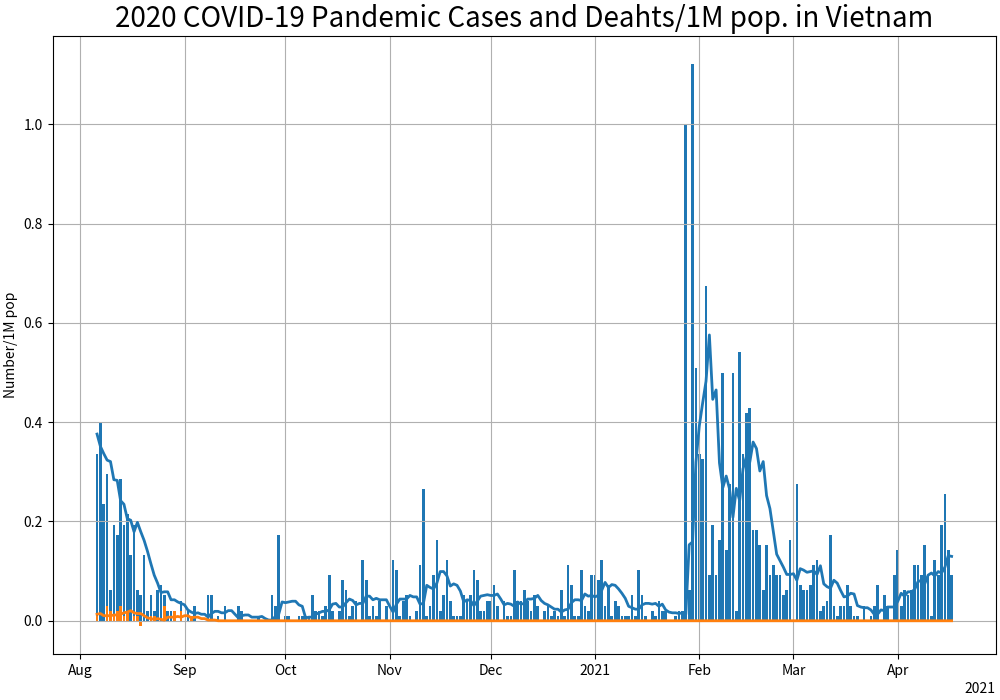 2020 COVID-19 Pandemic Cases and Deahts/1M pop. in Vietnam
Number/1M pop
1.0
0.8
0.6
0.4
0.2
0.0
Aug Sep Oct Nov Dec 2021 Feb Mar Apr
2021